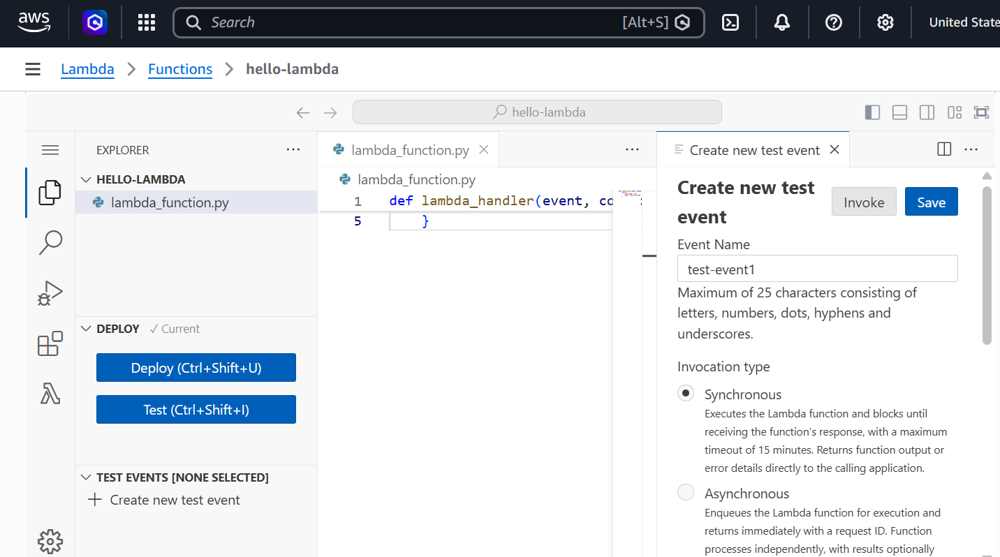 aws
Search
[Alt+S]
United State
Lambda
Functions
hello-lambda
hello-lambda
EXPLORER
HELLO-LAMBDA
lambda_function.py
DEPLOY
Current
Deploy (Ctrl+Shift+U)
Test (Ctrl+Shift+I)
TEST EVENTS [NONE SELECTED]
Create new test event
lambda_function.py
lambda_function.py
1 def lambda_handler(event, co
5 }
Create new test event
Create new test
event
Invoke
Save
Event Name
test-event1
Maximum of 25 characters consisting of
letters, numbers, dots, hyphens and
underscores.
Invocation type
Synchronous
Executes the Lambda function and blocks until
receiving the function's response, with a maximum
timeout of 15 minutes. Returns function output or
error details directly to the calling application.
Asynchronous
Enqueues the Lambda function for execution and
returns immediately with a request ID. Function
processes independently, with results optionally